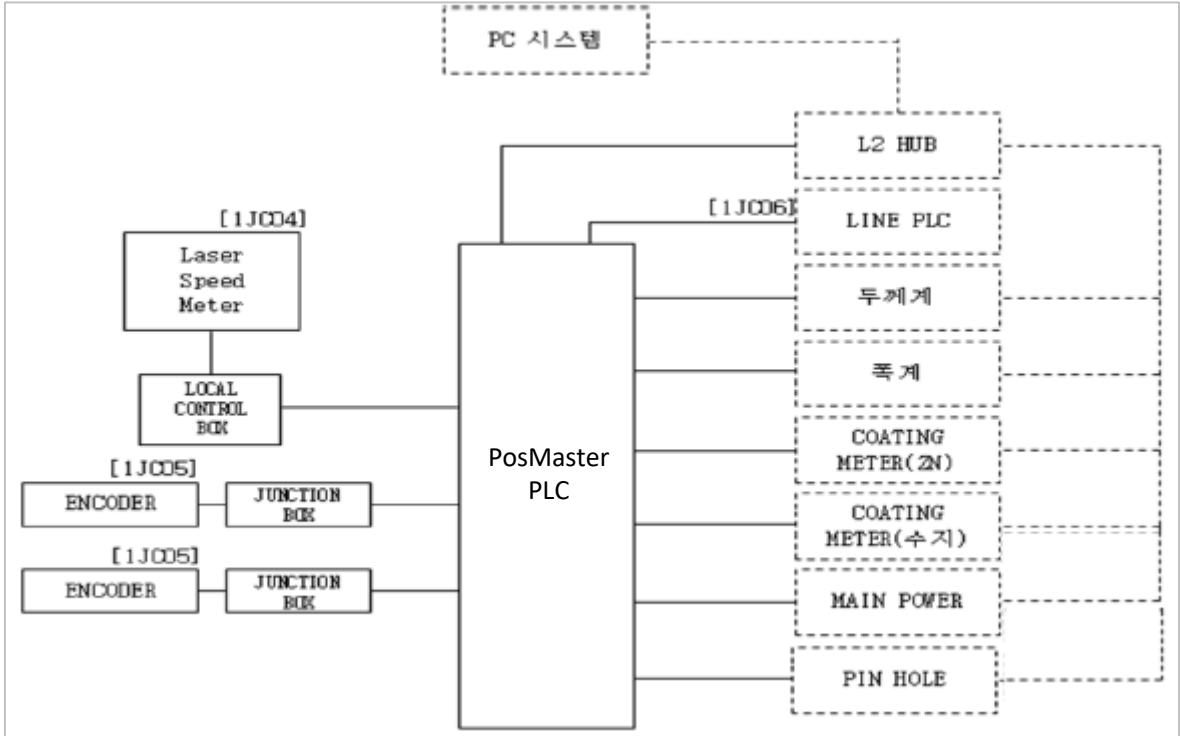 PC 시스템
L2 HUB
[1JC04]
[1JC06]
LINE PLC
Laser
Speed
Meter
두께계
LOCAL
CONTROL
BOX
폭계
PosMaster
PLC
COATING
METER(ZN)
[1JC05]
ENCODER
JUNCTION
BOX
COATING
METER(수지)
[1JC05]
ENCODER
JUNCTION
BOX
MAIN POWER
PIN HOLE